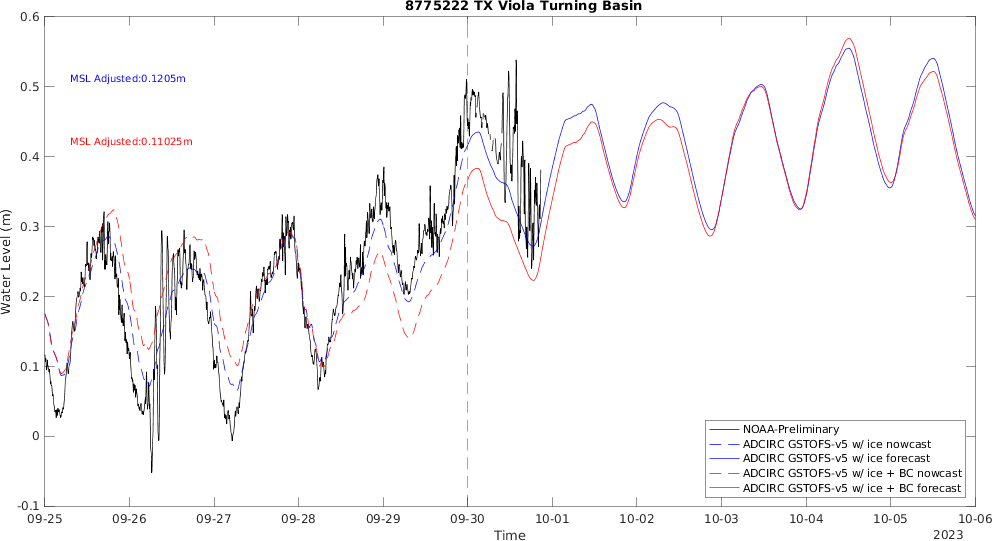 8775222 TX Viola Turning Basin
0.6
0.5
0.4
0.3
0.2
0.1
0
-0.1
Water Level (m)
MSL Adjusted:0.1205m
MSL Adjusted:0.11025m
NOAA-Preliminary
ADCIRC GSTOFS-v5 w/ ice nowcast
ADCIRC GSTOFS-v5 w/ ice forecast
ADCIRC GSTOFS-v5 w/ ice + BC nowcast
ADCIRC GSTOFS-v5 w/ ice + BC forecast
09-25 09-26 09-27 09-28 09-29 09-30 10-01 10-02 10-03 10-04 10-05 10-06
Time
2023